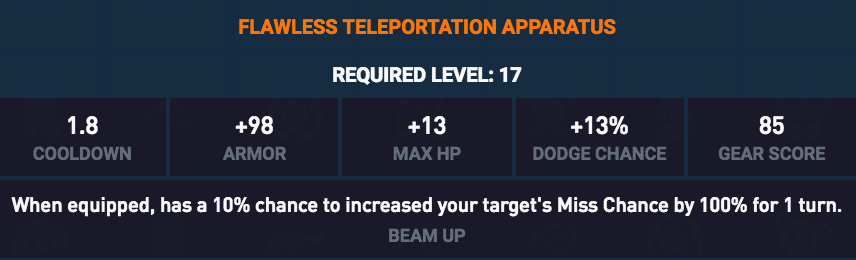 FLAWLESS TELEPORTATION APPARATUS
REQUIRED LEVEL: 17
1.8 +98 +13 +13% 85
COOLDOWN ARMOR MAX HP DODGE CHANCE GEAR SCORE
When equipped, has a 10% chance to increased your target's Miss Chance by 100% for 1 turn.
BEAM UP